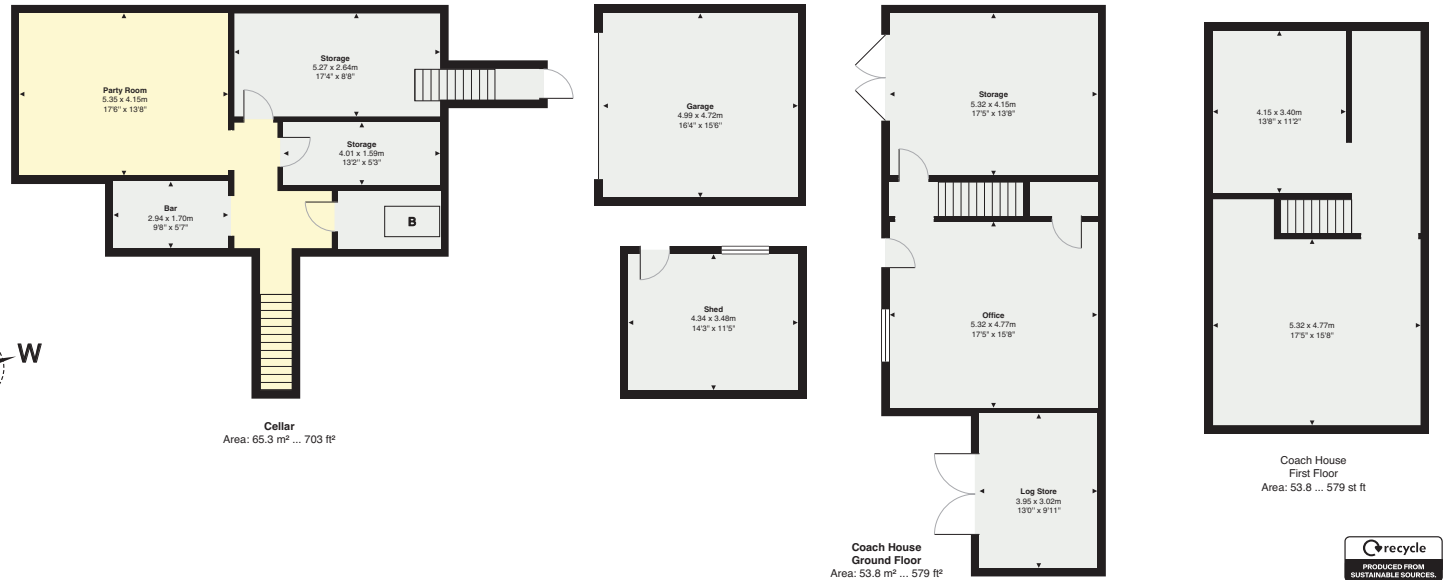 Party Room
5.35 x 4.15m
17'6" x 13'8"
Storage
5.27 x 2.64m
17'4" x 8'8"
Storage
4.01 x 1.59m
13'2" x 5'3"
Bar
2.94 x 1.70m
9'8" x 5'7"
B
W
Cellar
Area: 65.3 m² ... 703 ft²
Garage
4.99 x 4.72m
16'4" x 15'6"
Shed
4.34 x 3.48m
14'3" x 11'5"
Storage
5.32 x 4.15m
17'5" x 13'8"
Office
5.32 x 4.77m
17'5" x 15'8"
Log Store
3.95 x 3.02m
13'0" x 9'11"
Coach House
Ground Floor
Area: 53.8 m² ... 579 ft²
4.15 x 3.40m
13'8" x 11'2"
5.32 x 4.77m
17'5" x 15'8"
Coach House
First Floor
Area: 53.8 ... 579 st ft
recycle
PRODUCED FROM
SUSTAINABLE SOURCES.